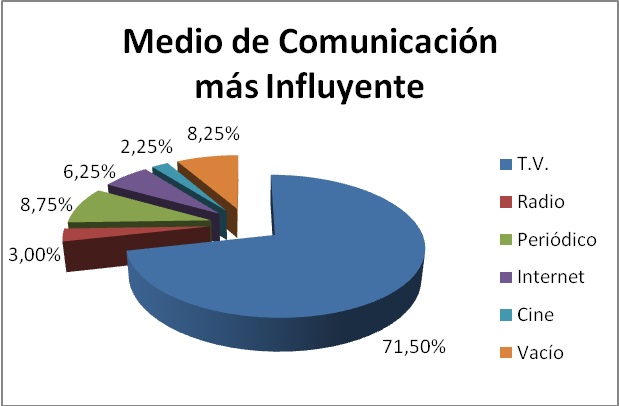 Medio de Comunicación
más Influyente
8,25%
2,25%
6,25%
8,75%
3,00%
71,50%
T.V.
Radio
Periódico
Internet
Cine
Vacío